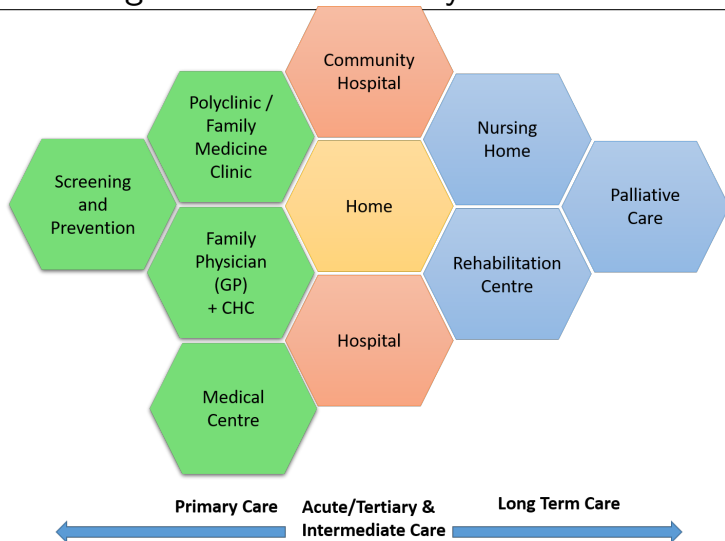 Community
Hospital
Polyclinic /
Family
Medicine
Clinic
Nursing
Home
Screening
and
Prevention
Home
Palliative
Care
Family
Physician
(GP)
+ CHC
Rehabilitation
Centre
Hospital
Medical
Centre
Primary Care
Acute/Tertiary &
Intermediate Care
Long Term Care